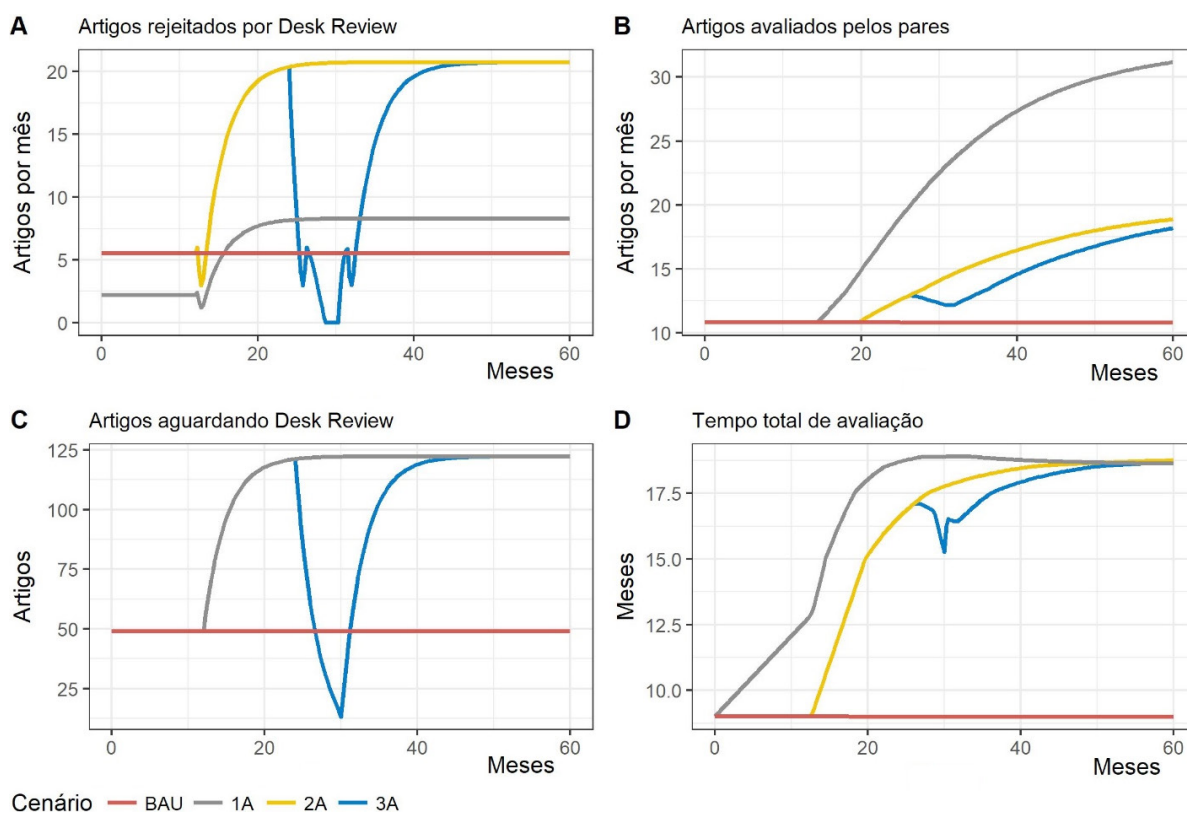 A Artigos rejeitados por Desk Review
Artigos por mês
20
15
10
5
0
0 20 40 60
Meses
B Artigos avaliados pelos pares
Artigos por mês
30
25
20
15
10
0 20 40 60
Meses
C Artigos aguardando Desk Review
Artigos
125
100
75
50
25
0 20 40 60
Meses
D Tempo total de avaliação
Meses
17.5
15.0
12.5
10.0
0 20 40 60
Meses
Cenário BAU 1A 2A 3A